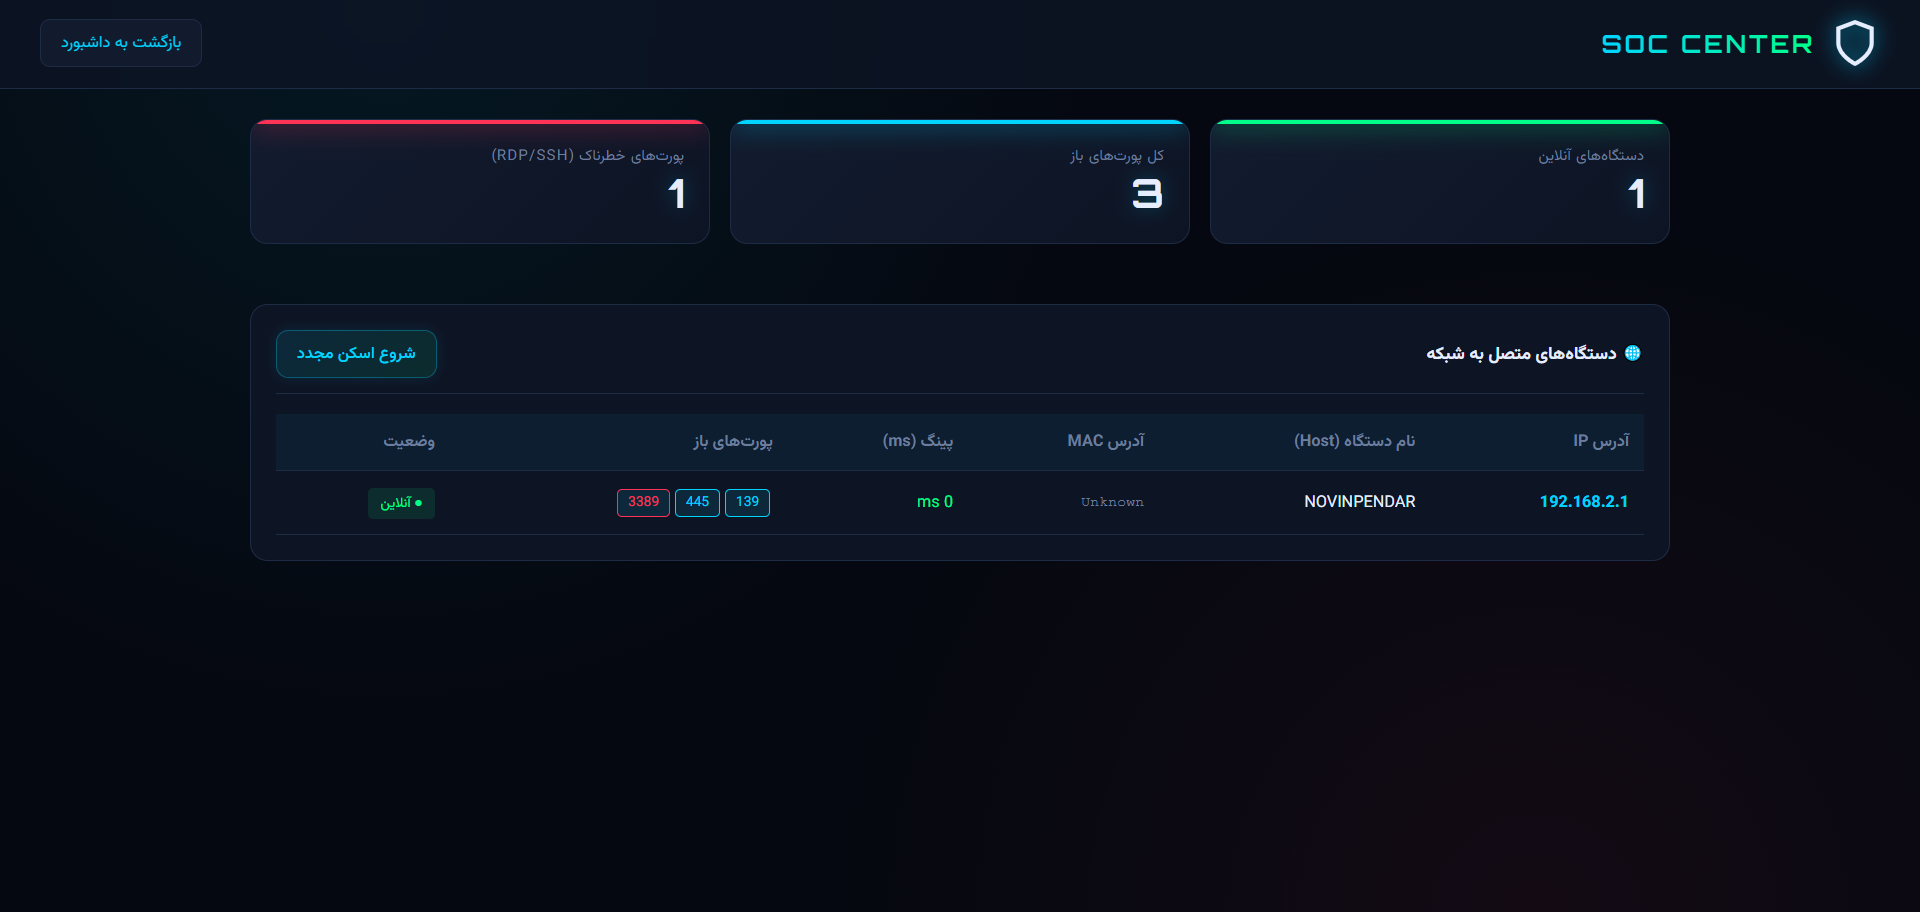 SOC CENTER
بازگشت به داشبورد
دستگاه‌های آنلاین
1
کل پورت‌های باز
3
پورت‌های خطرناک (RDP/SSH)
1
دستگاه‌های متصل به شبکه
شروع اسکن مجدد
آدرس IP نام دستگاه (Host) آدرس MAC پینگ (ms) پورت‌های باز وضعیت
192.168.2.1 NOVINPENDAR Unknown 0 ms 139 445 3389 ● آنلاین